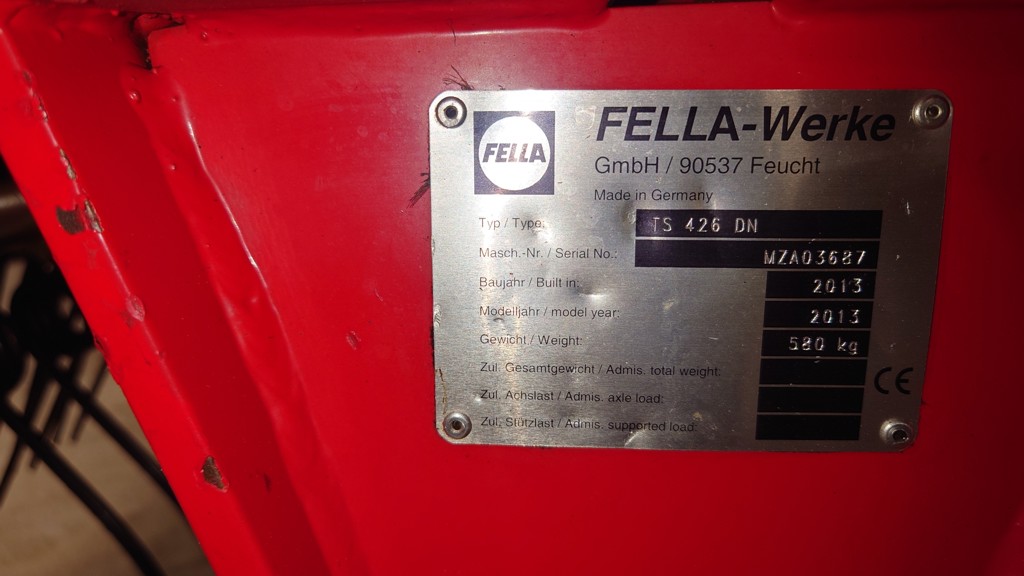 FELLA
FELLA-Werke
GmbH / 90537 Feucht
Made in Germany
Typ / Type: TS 426 DN
Masch.-Nr. / Serial No.: MZA03687
Baujahr / Built in: 2013
Modelljahr / model year: 2013
Gewicht / Weight: 580 kg
Zul. Gesamtgewicht / Admis. total weight:
Zul. Achslast / Admis. axle load:
Zul. Stützlast / Admis. supported load:
CE